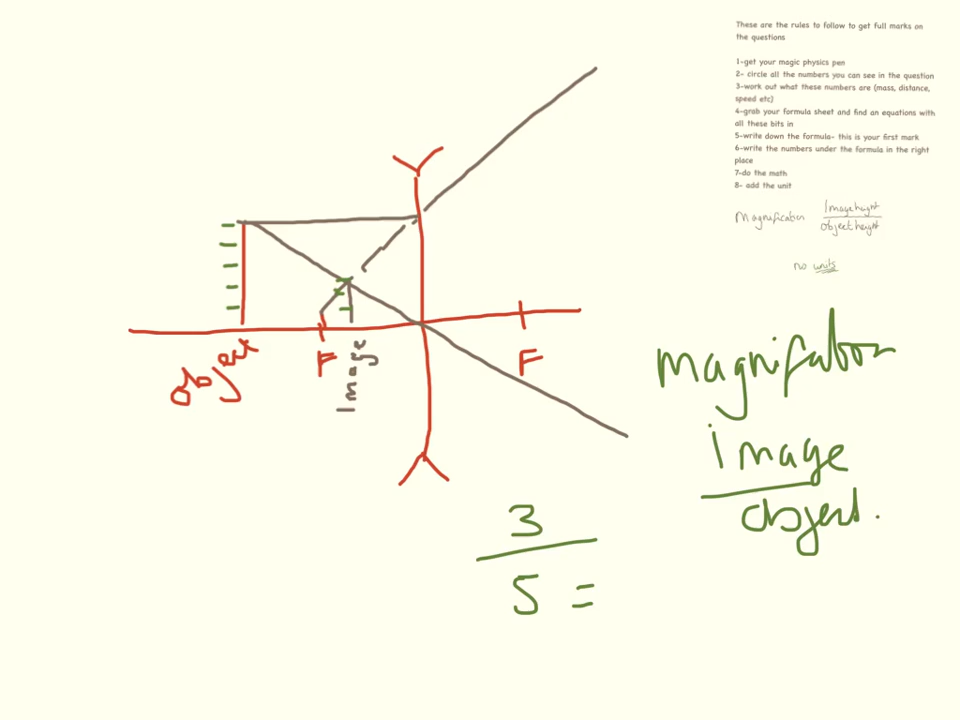 These are the rules to follow to get full marks on
the questions
1-get your magic physics pen
2- circle all the numbers you can see in the question
3-work out what these numbers are (mass, distance,
speed etc)
4-grab your formula sheet and find an equations with
all these bits in
5-write down the formula- this is your first mark
6-write the numbers under the formula in the right
place
7-do the math
8- add the unit
Magnification
Image height
object height
no units
object
F
Image
F
magnification
image
object.
3
5 =